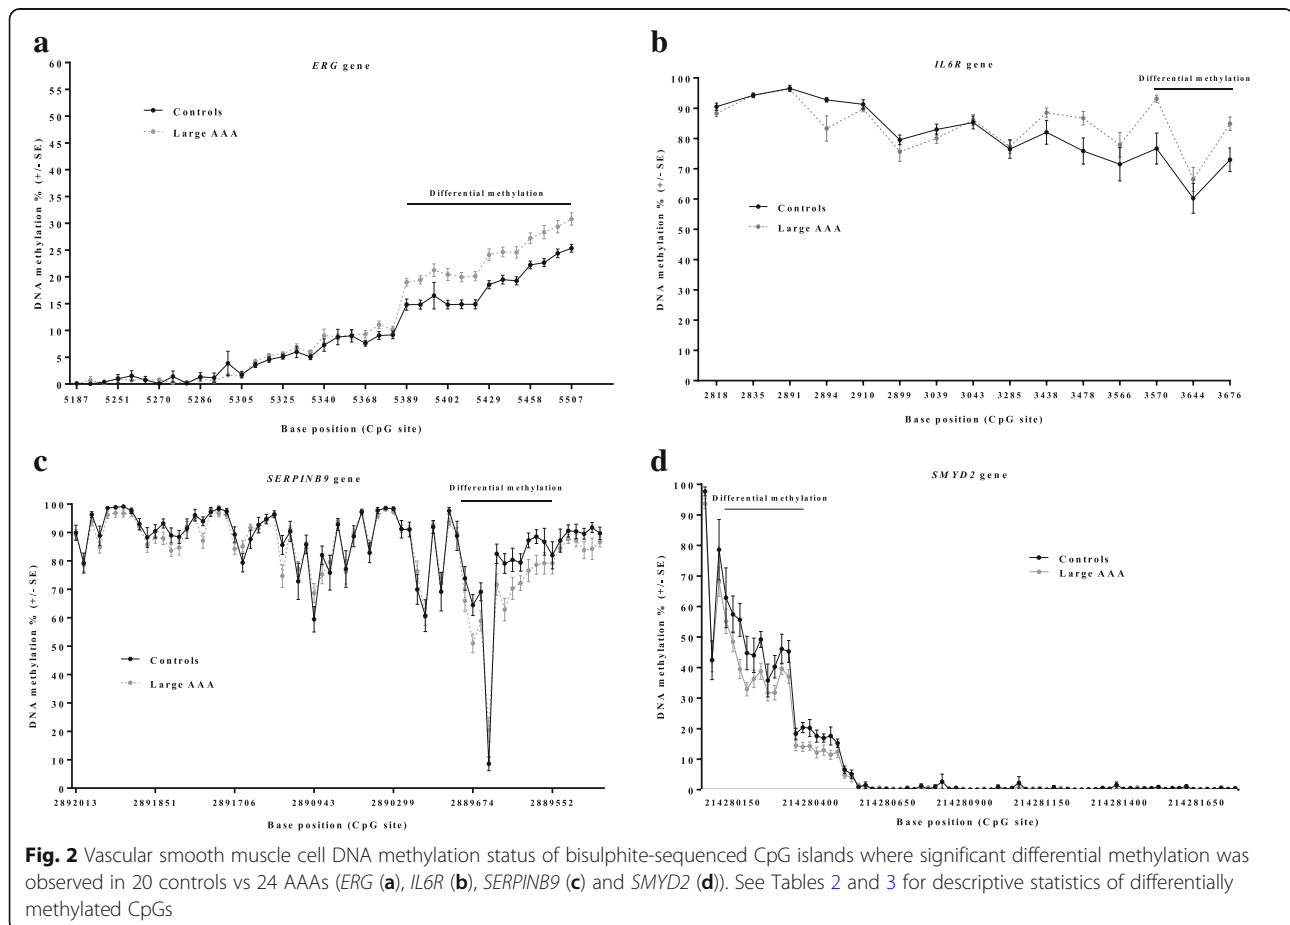 a
ERG gene
60
55
50
45
40
35
30
25
20
15
10
5
0
DNA methylation % (+/- SE)
Controls
Large AAA
Differential methylation
5187 5251 5270 5286 5305 5325 5340 5368 5389 5402 5429 5458 5507
Base position (CpG site)
b
IL6R gene
100
90
80
70
60
50
40
30
20
10
0
DNA methylation % (+/- SE)
Differential methylation
Controls
Large AAA
2818 2835 2891 2894 2910 2899 3039 3043 3285 3438 3478 3566 3570 3644 3676
Base position (CpG site)
c
SERPINB9 gene
100
90
80
70
60
50
40
30
20
10
0
DNA methylation % (+/- SE)
Differential methylation
Controls
Large AAA
2892013 2891851 2891706 2890943 2890299 2889674 2889552
Base position (CpG site)
d
SMYD2 gene
100
90
80
70
60
50
40
30
20
10
0
DNA methylation % (+/- SE)
Differential methylation
Controls
Large AAA
214280150 214280400 214280650 214280900 214281150 214281400 214281650
Base position (CpG site)
Fig. 2 Vascular smooth muscle cell DNA methylation status of bisulphite-sequenced CpG islands where significant differential methylation was
observed in 20 controls vs 24 AAAs (ERG (a), IL6R (b), SERPINB9 (c) and SMYD2 (d)). See Tables 2 and 3 for descriptive statistics of differentially
methylated CpGs